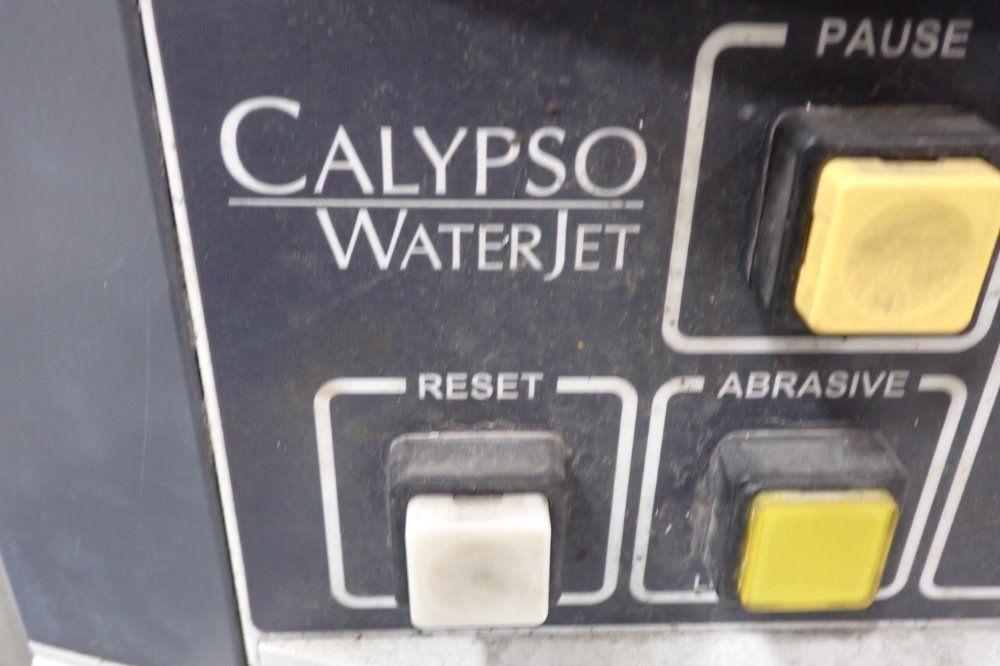 PAUSE
CALYPSO
WATERJET
RESET
ABRASIVE